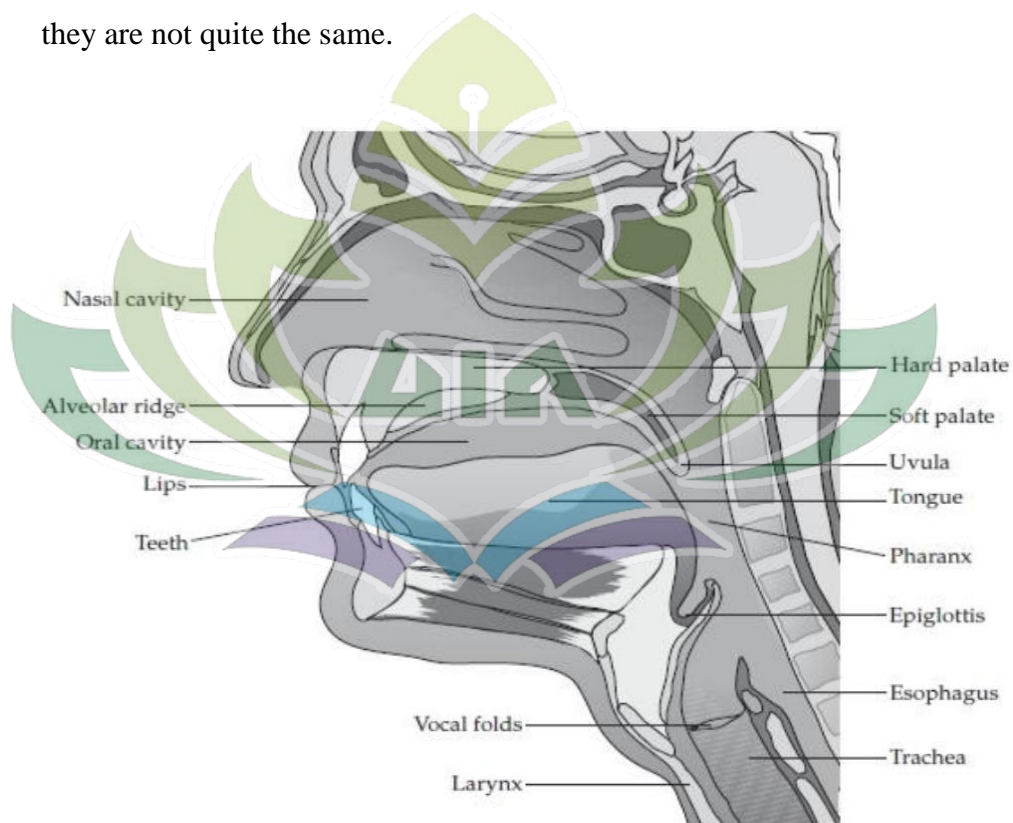 they are not quite the same.
Nasal cavity
Hard palate
Alveolar ridge
Soft palate
Oral cavity
Uvula
Lips
Tongue
Teeth
Pharanx
Epiglottis
Esophagus
Vocal folds
Trachea
Larynx